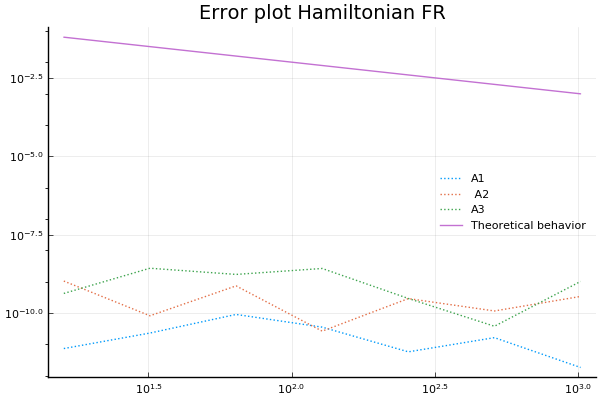 Error plot Hamiltonian FR
10^−2.5
10^−5.0
10^−7.5
10^−10.0
A1
A2
A3
Theoretical behavior
10^1.5 10^2.0 10^2.5 10^3.0